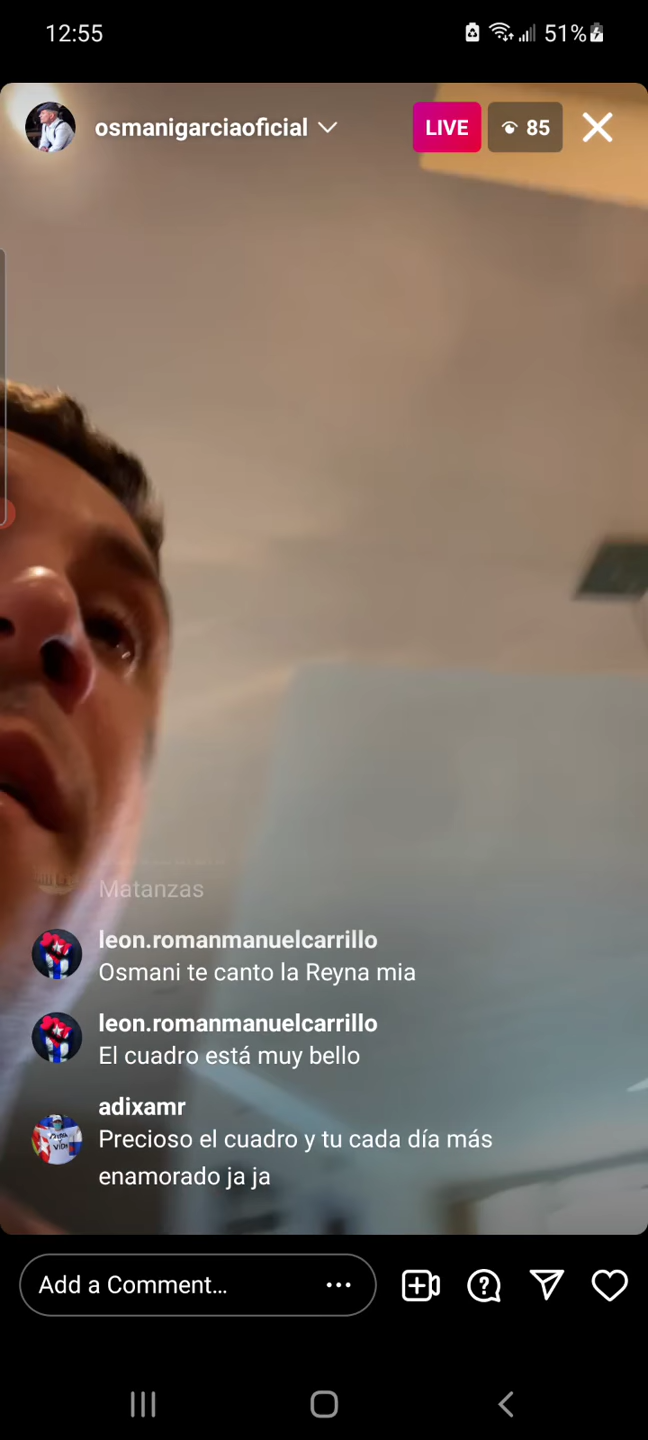 12:55
51%
osmanigarciaoficial
LIVE
85
Matanzas
leon.romanmanuelcarrillo
Osmani te canto la Reyna mia
leon.romanmanuelcarrillo
El cuadro está muy bello
adixamr
Precioso el cuadro y tu cada día más
enamorado ja ja
Add a Comment...